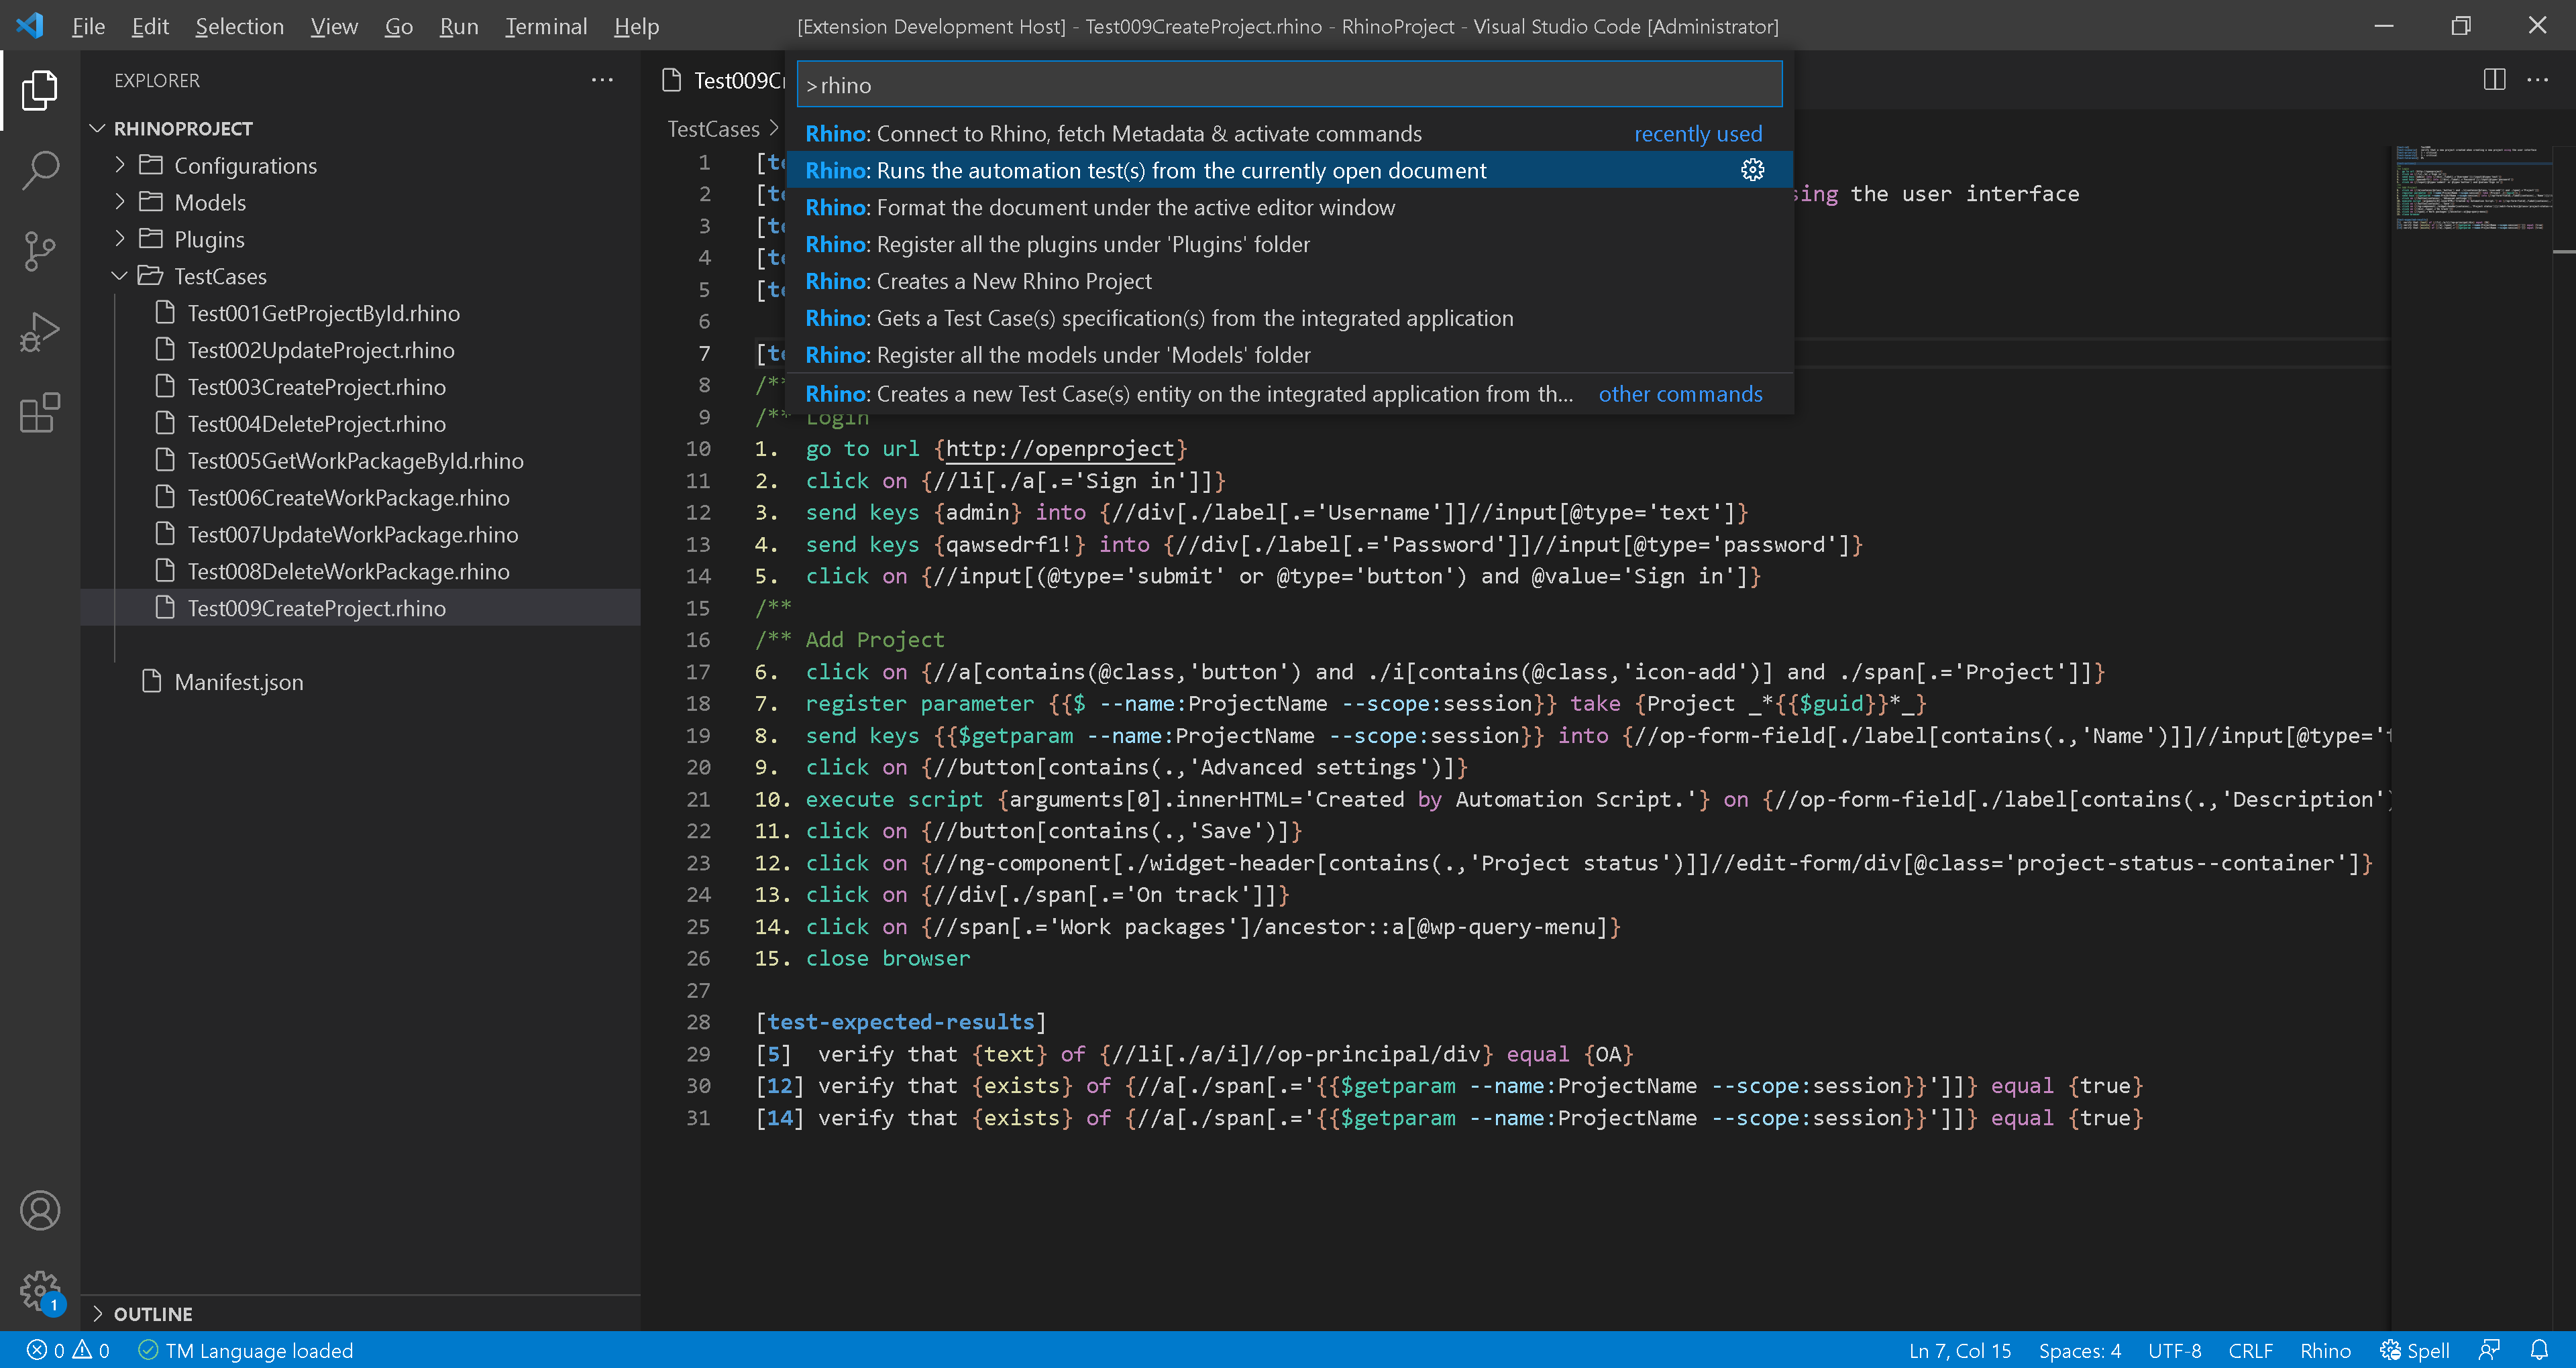 File Edit Selection View Go Run Terminal Help [Extension Development Host] - Test009CreateProject.rhino - RhinoProject - Visual Studio Code [Administrator]
EXPLORER
RHINOPROJECT
Configurations
Models
Plugins
TestCases
Test001GetProjectById.rhino
Test002UpdateProject.rhino
Test003CreateProject.rhino
Test004DeleteProject.rhino
Test005GetWorkPackageById.rhino
Test006CreateWorkPackage.rhino
Test007UpdateWorkPackage.rhino
Test008DeleteWorkPackage.rhino
Test009CreateProject.rhino
Manifest.json
OUTLINE
>rhino
Rhino: Connect to Rhino, fetch Metadata & activate commands recently used
Rhino: Runs the automation test(s) from the currently open document
Rhino: Format the document under the active editor window
Rhino: Register all the plugins under 'Plugins' folder
Rhino: Creates a New Rhino Project
Rhino: Gets a Test Case(s) specification(s) from the integrated application
Rhino: Register all the models under 'Models' folder
Rhino: Creates a new Test Case(s) entity on the integrated application from th... other commands
TestCases
1
2 the user interface
3
4
5
6
7
8 /**
9 /** Login
10 1. go to url {http://openproject}
11 2. click on {//li[./a[.='Sign in']]}
12 3. send keys {admin} into {//div[./label[.='Username']]//input[@type='text']}
13 4. send keys {qawsedrf1!} into {//div[./label[.='Password']]//input[@type='password']}
14 5. click on {//input[(@type='submit' or @type='button') and @value='Sign in']}
15 /**
16 /** Add Project
17 6. click on {//a[contains(@class,'button') and ./i[contains(@class,'icon-add')] and ./span[.='Project']]}
18 7. register parameter {{$ --name:ProjectName --scope:session}} take {Project _*{{$guid}}*_}
19 8. send keys {{$getparam --name:ProjectName --scope:session}} into {//op-form-field[./label[contains(.,'Name')]]//input[@type='t
20 9. click on {//button[contains(.,'Advanced settings')]}
21 10. execute script {arguments[0].innerHTML='Created by Automation Script.'} on {//op-form-field[./label[contains(.,'Description')
22 11. click on {//button[contains(.,'Save')]}
23 12. click on {//ng-component[./widget-header[contains(.,'Project status')]]//edit-form/div[@class='project-status--container']}
24 13. click on {//div[./span[.='On track']]}
25 14. click on {//span[.='Work packages']/ancestor::a[@wp-query-menu]}
26 15. close browser
27
28 [test-expected-results]
29 [5] verify that {text} of {//li[./a/i]//op-principal/div} equal {OA}
30 [12] verify that {exists} of {//a[./span[.='{{$getparam --name:ProjectName --scope:session}}']]} equal {true}
31 [14] verify that {exists} of {//a[./span[.='{{$getparam --name:ProjectName --scope:session}}']]} equal {true}
1
0 0 TM Language loaded Ln 7, Col 15 Spaces: 4 UTF-8 CRLF Rhino Spell